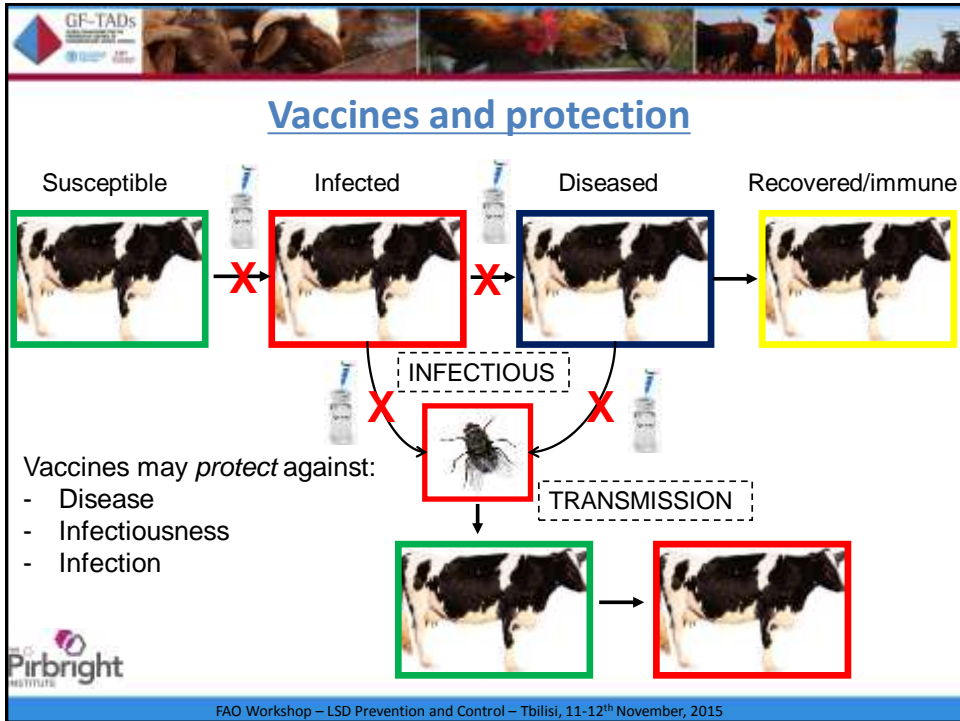 GF-TADs
Vaccines and protection
Susceptible
Infected
Diseased
Recovered/immune
X
X
INFECTIOUS
X
X
Vaccines may protect against:
- Disease
- Infectiousness
- Infection
TRANSMISSION
Pirbright
INSTITUTE
FAO Workshop – LSD Prevention and Control – Tbilisi, 11-12th November, 2015